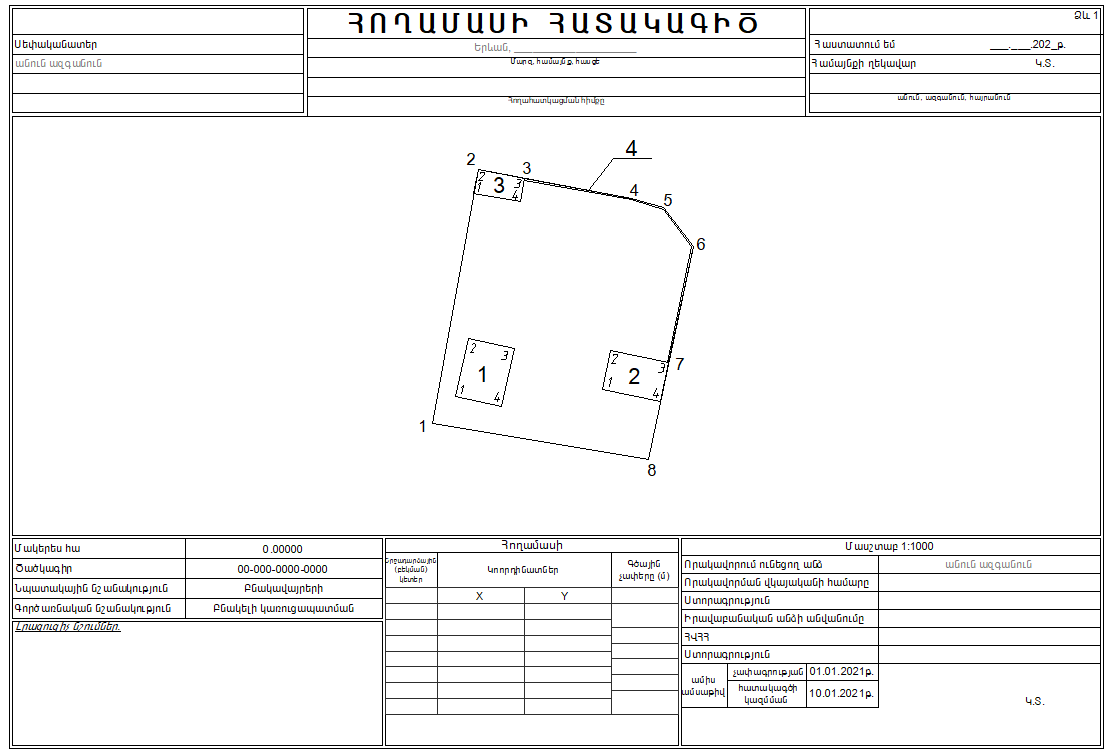 ՀՈՂԱՄԱՍԻ ՀԱՏԱԿԱԳԻԾ
Ձև 1
Սեփականատեր
անուն ազգանուն
Երևան, ______________________
Մարզ, համայնք, հասցե
Հողահատկացման հիմքը
Հաստատում եմ ___.___.202_թ.
Համայնքի ղեկավար Կ.Տ.
անուն, ազգանուն, հայրանուն
4
2 3
2 3
1 3 4
4
5
6
2 3
1
1 4
2
7
3
1 2
4
1
8
Մակերես հա 0.00000
Ծածկագիր 00-000-0000-0000
Նպատակային նշանակություն Բնակավայրերի
Գործառնական նշանակություն Բնակելի կառուցապատման
Լրացուցիչ նշումներ.
Հողամասի
Շրջադարձային
(բեկման)
կետեր
Կոորդինատներ
Գծային
չափերը (մ)
X Y
Մասշտաբ 1:1000
Որակավորում ունեցող անձ անուն ազգանուն
Որակավորման վկայականի համարը
Ստորագրություն
Իրավաբանական անձի անվանումը
ՀՎՀՀ
Ստորագրություն
ամիս
ամսաթիվ
չափագրության 01.01.2021թ.
հատակագծի
կազմման
10.01.2021թ.
Կ.Տ.